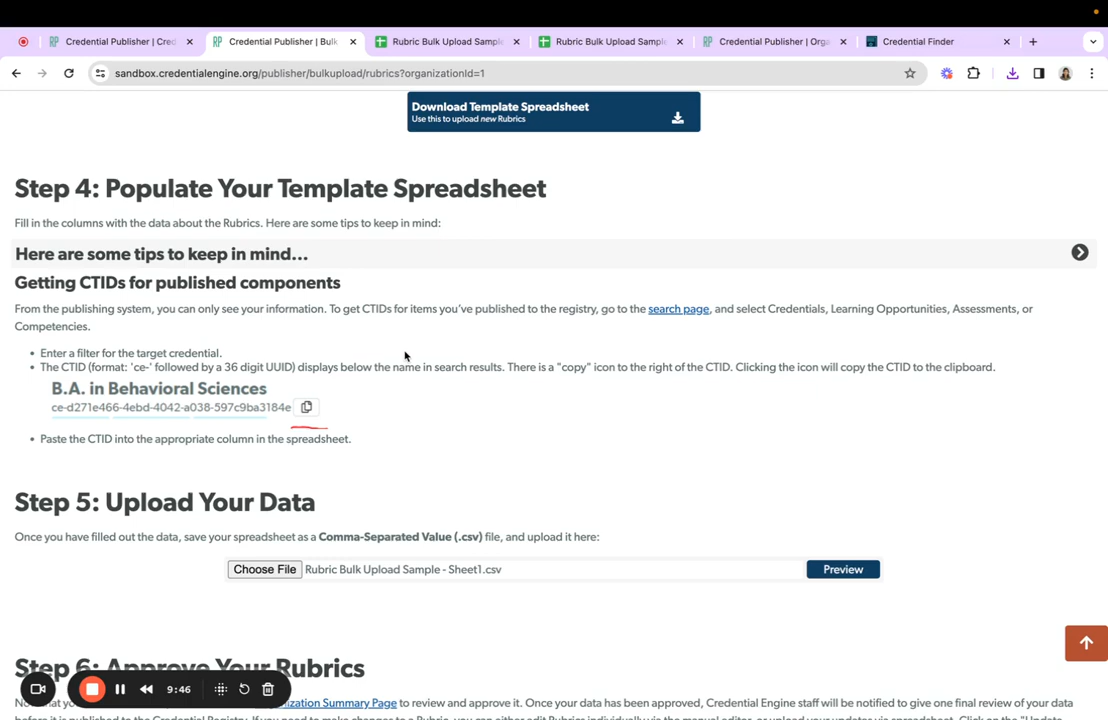 Credential Publisher | Cred
Credential Publisher | Bulk
Rubric Bulk Upload Sample
Rubric Bulk Upload Sample
Credential Publisher | Orga
Credential Finder
sandbox.credentialengine.org/publisher/bulkupload/rubrics?organizationId=1
Download Template Spreadsheet
Use this to upload new Rubrics
Step 4: Populate Your Template Spreadsheet
Fill in the columns with the data about the Rubrics. Here are some tips to keep in mind:
Here are some tips to keep in mind...
Getting CTIDs for published components
From the publishing system, you can only see your information. To get CTIDs for items you've published to the registry, go to the search page, and select Credentials, Learning Opportunities, Assessments, or
Competencies.
• Enter a filter for the target credential.
• The CTID (format: 'ce-' followed by a 36 digit UUID) displays below the name in search results. There is a "copy" icon to the right of the CTID. Clicking the icon will copy the CTID to the clipboard.
B.A. in Behavioral Sciences
ce-d271e466-4ebd-4042-a038-597c9ba3184e
• Paste the CTID into the appropriate column in the spreadsheet.
Step 5: Upload Your Data
Once you have filled out the data, save your spreadsheet as a Comma-Separated Value (.csv) file, and upload it here:
Choose File Rubric Bulk Upload Sample - Sheet1.csv Preview
Step 6: Approve Your Rubrics
9:46
ization Summary Page to review and approve it. Once your data has been approved, Credential Engine staff will be notified to give one final review of your data